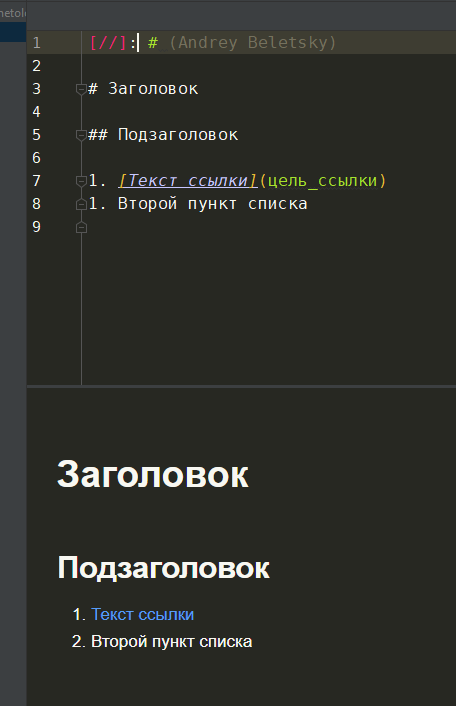 1 [//]: # (Andrey Beletsky)
2
3 # Заголовок
4
5 ## Подзаголовок
6
7 1. [Текст ссылки](цель_ссылки)
8 1. Второй пункт списка
9
Заголовок
Подзаголовок
1. Текст ссылки
2. Второй пункт списка